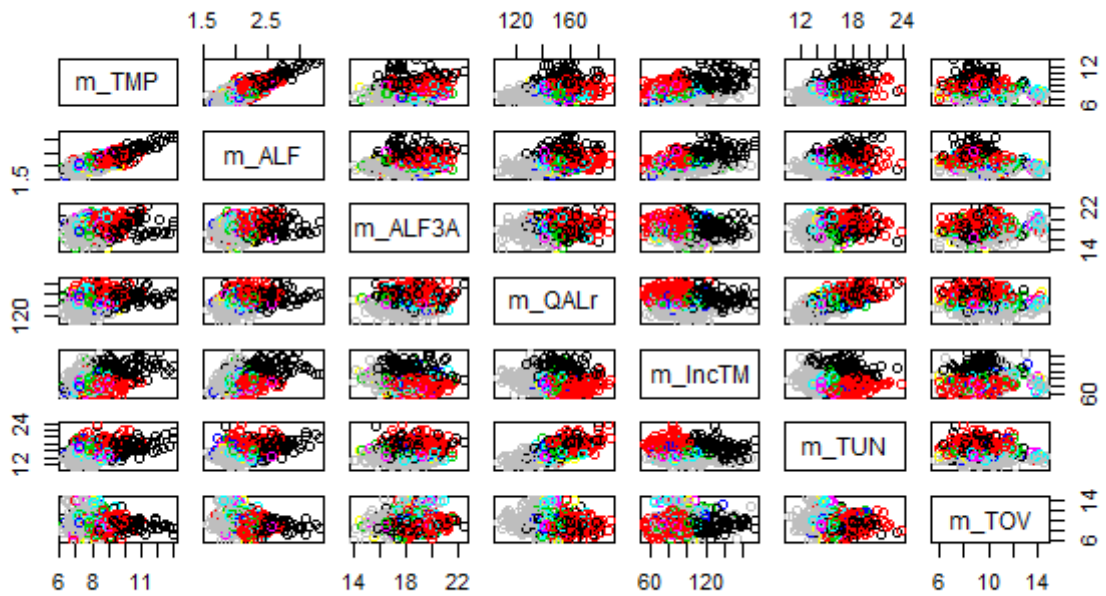 1.5 2.5 120 160 12 18 24
m_TMP 6 12
1.5 m_ALF
m_ALF3A 14 22
120 m_QALr
m_IncTM 60
12 24 m_TUN
m_TOV 6 14
6 8 11 14 18 22 60 120 6 10 14